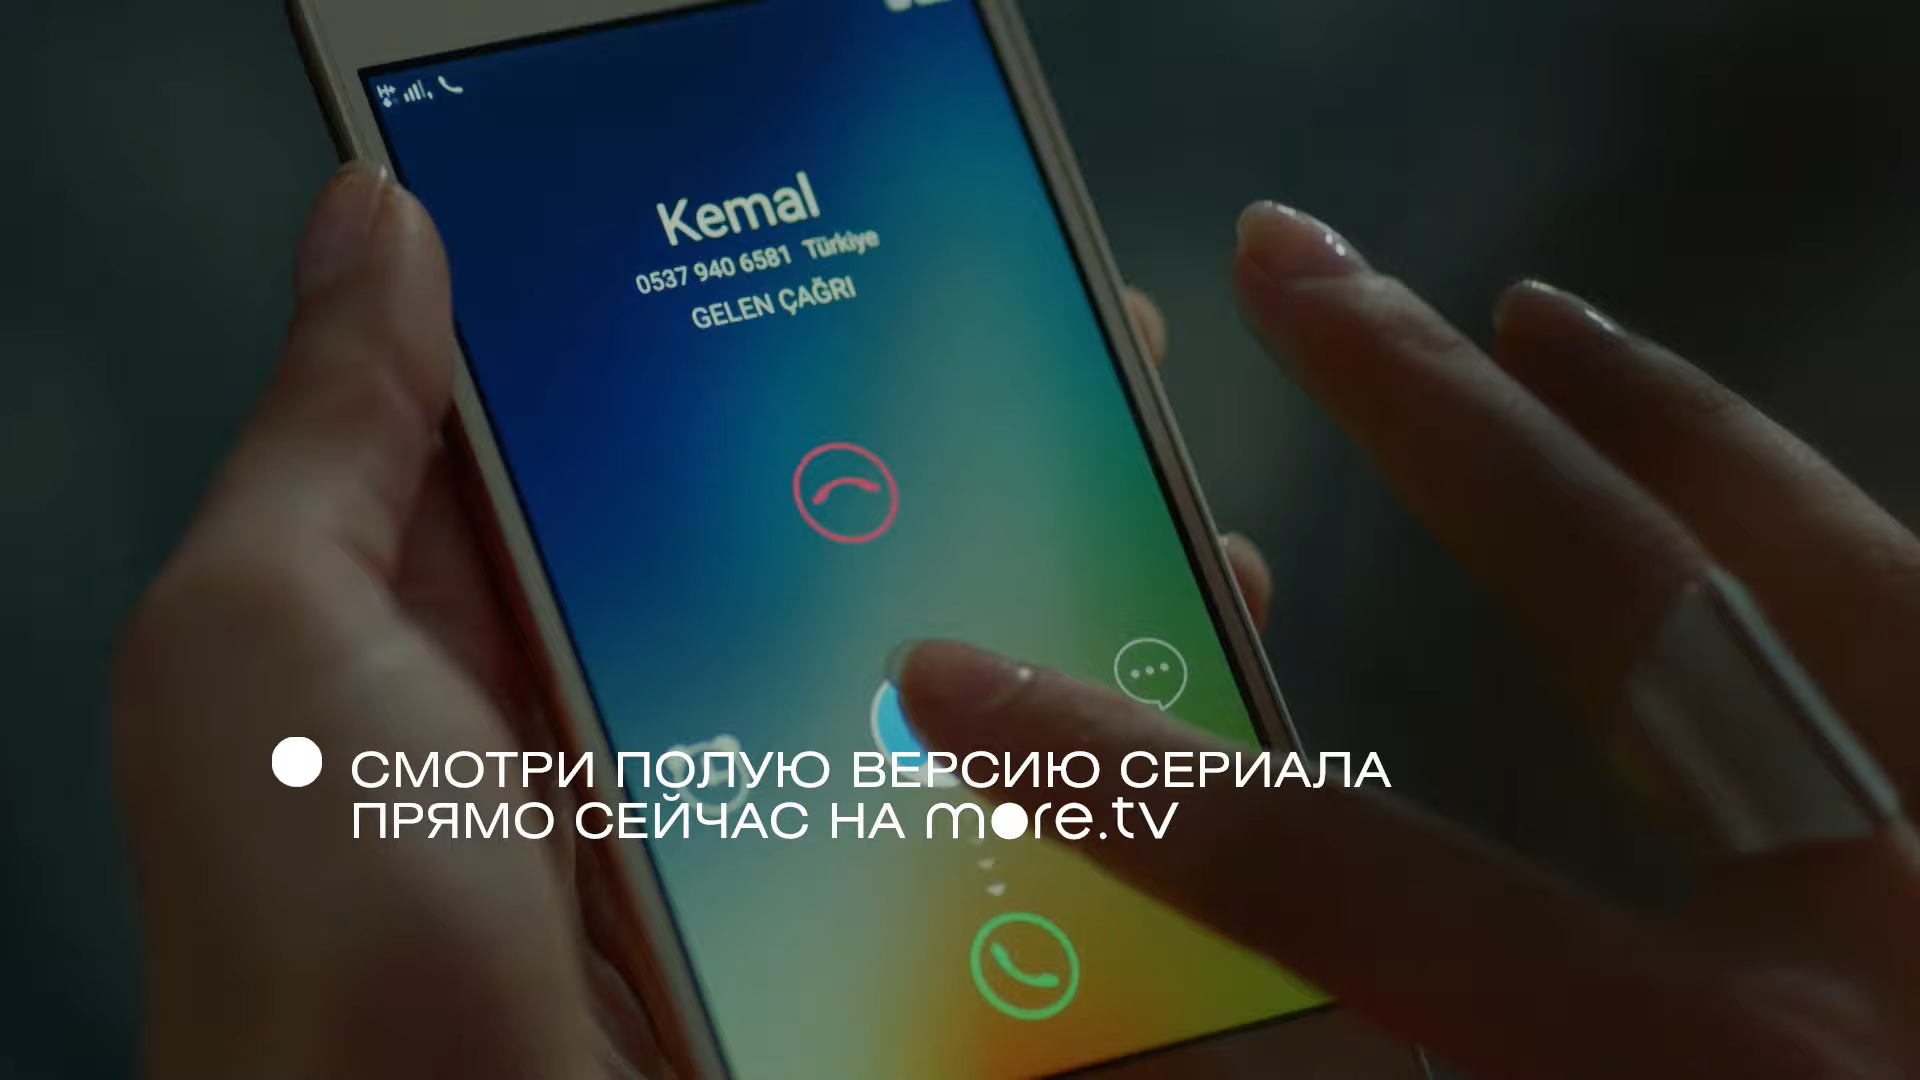 Kemal
0537 940 6581 Türkiye
GELEN ÇAĞRI
СМОТРИ ПОЛУЮ ВЕРСИЮ СЕРИАЛА
ПРЯМО СЕЙЧАС НА more.tv